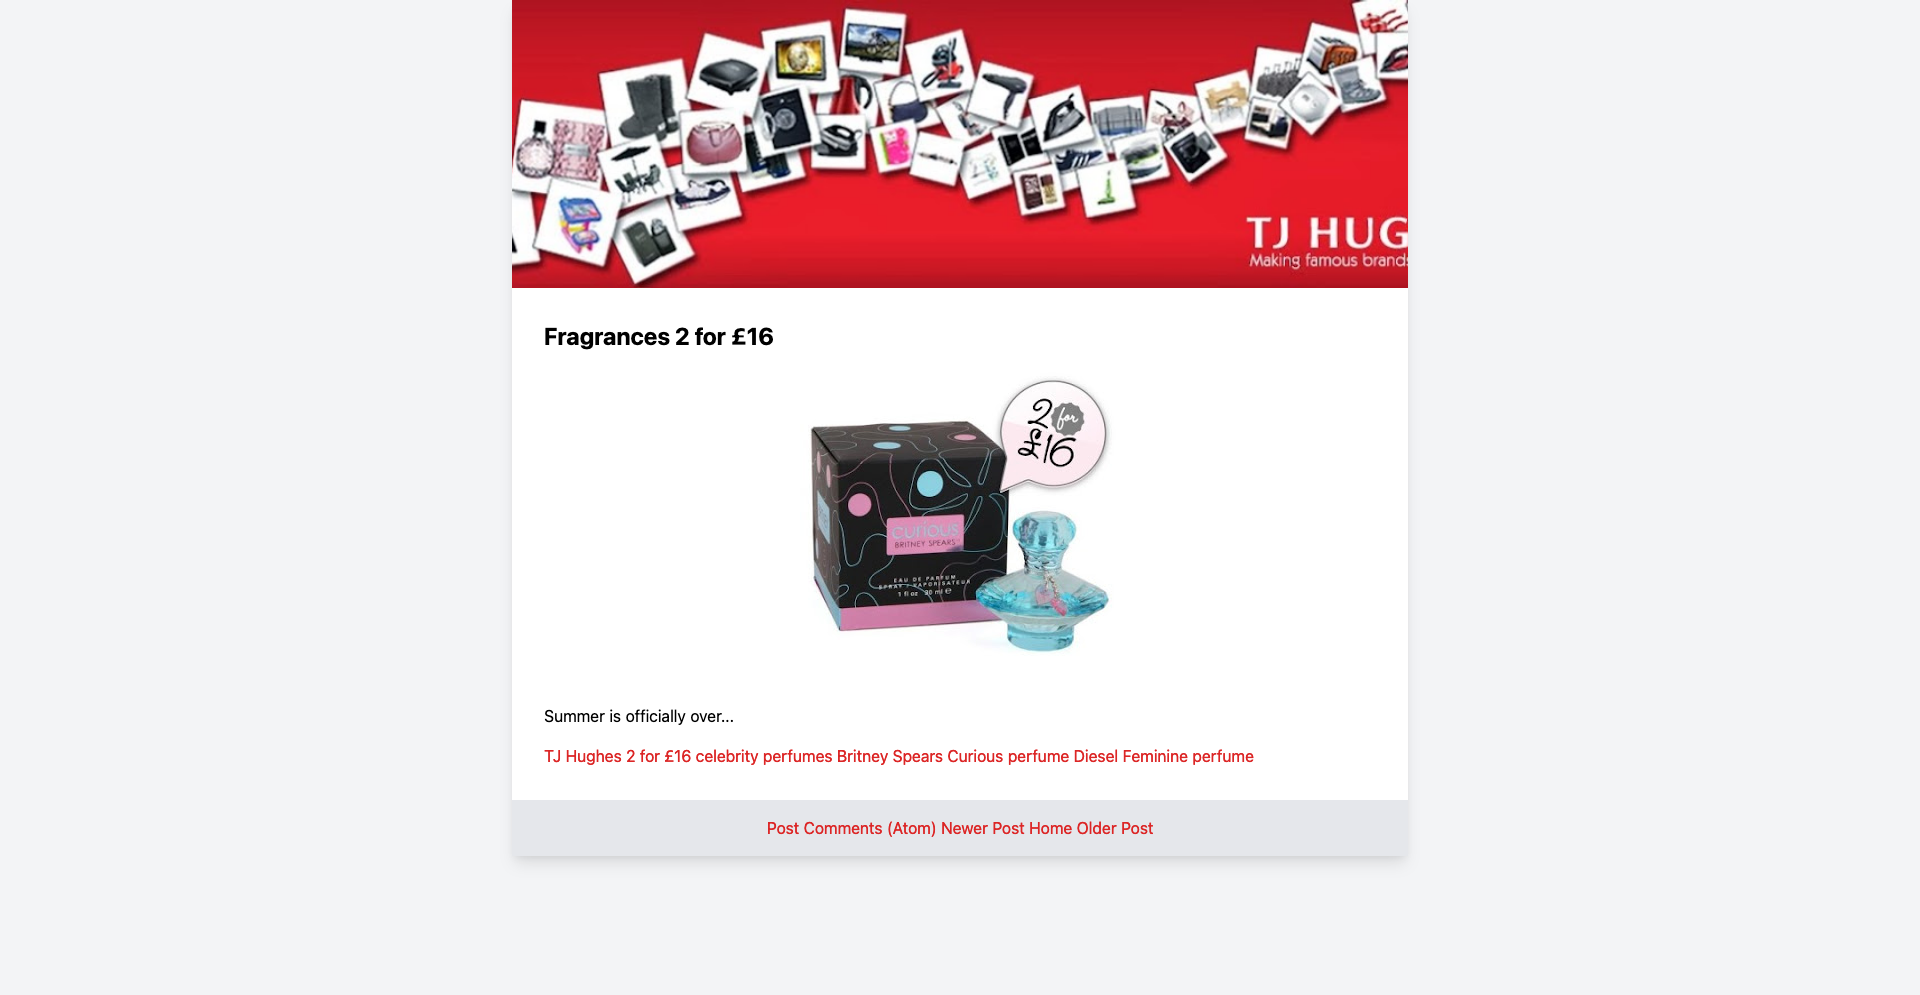 TJ HUG
Making famous brands
Fragrances 2 for £16
2 for
£16
curious
BRITNEY SPEARS
EAU DE PARFUM
SPRAY / VAPORISATEUR
1 fl oz 30 ml e
Summer is officially over...
TJ Hughes 2 for £16 celebrity perfumes Britney Spears Curious perfume Diesel Feminine perfume
Post Comments (Atom) Newer Post Home Older Post